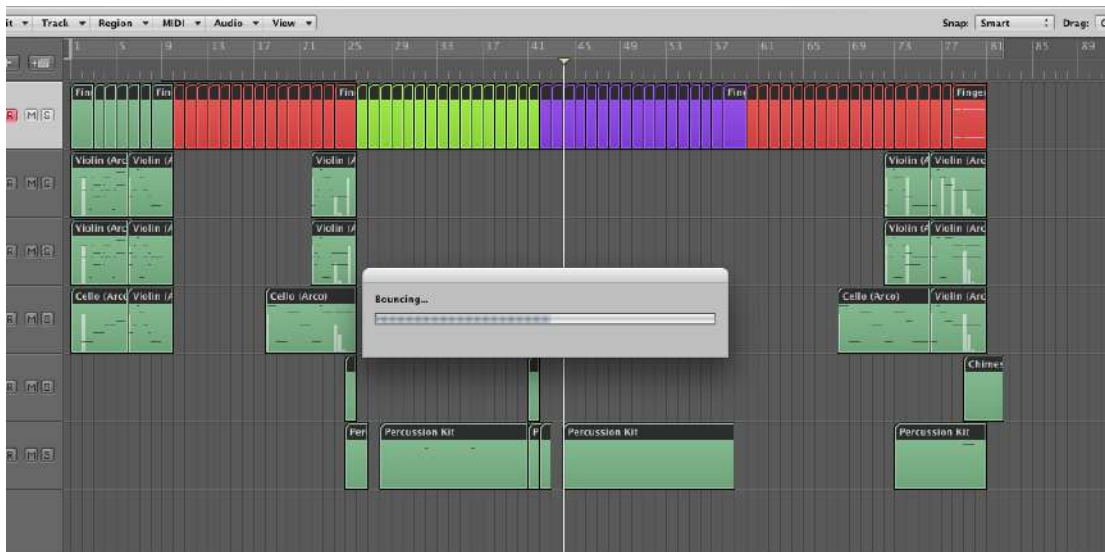 it Track Region MIDI Audio View Snap: Smart Drag:
1 5 9 13 17 21 25 29 33 37 41 45 49 53 57 61 65 69 73 77 81 85 89
Fin Fin Fin Fing Finger
R M S
Violin (Arc Violin (A Violin (A Violin (A Violin (Arc
R M S
Violin (Arc Violin (A Violin (A Violin (A Violin (Arc
R M S
Bouncing...
Cello (Arco Violin (A Cello (Arco) Cello (Arco) Violin (Arc
R M S
Chimes
R M S
Per Percussion Kit P Percussion Kit Percussion Kit
R M S